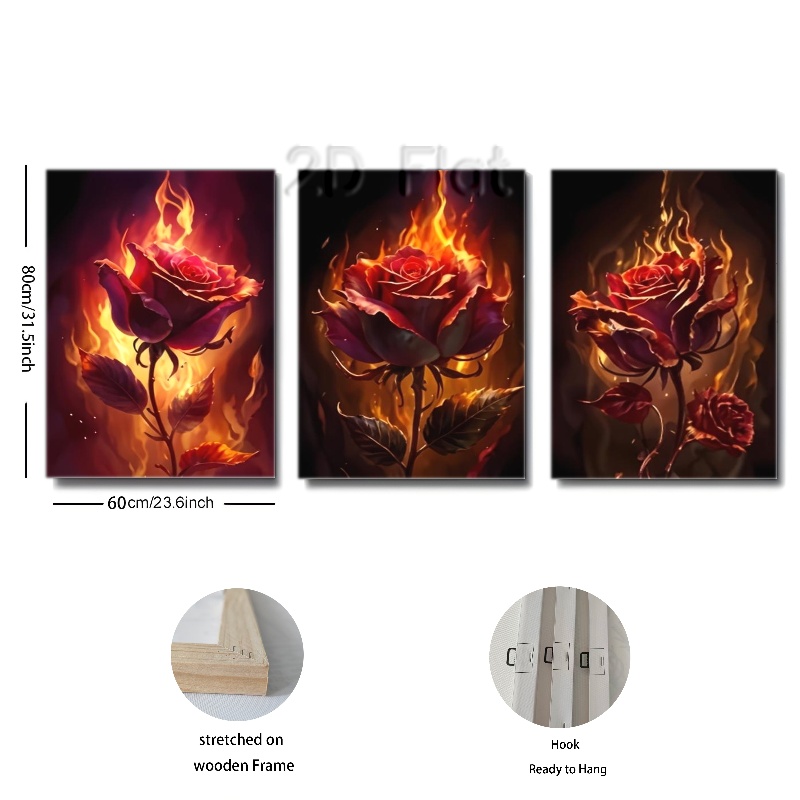 2D Flat
80cm/31.5inch
60cm/23.6inch
stretched on
wooden Frame
Hook
Ready to Hang